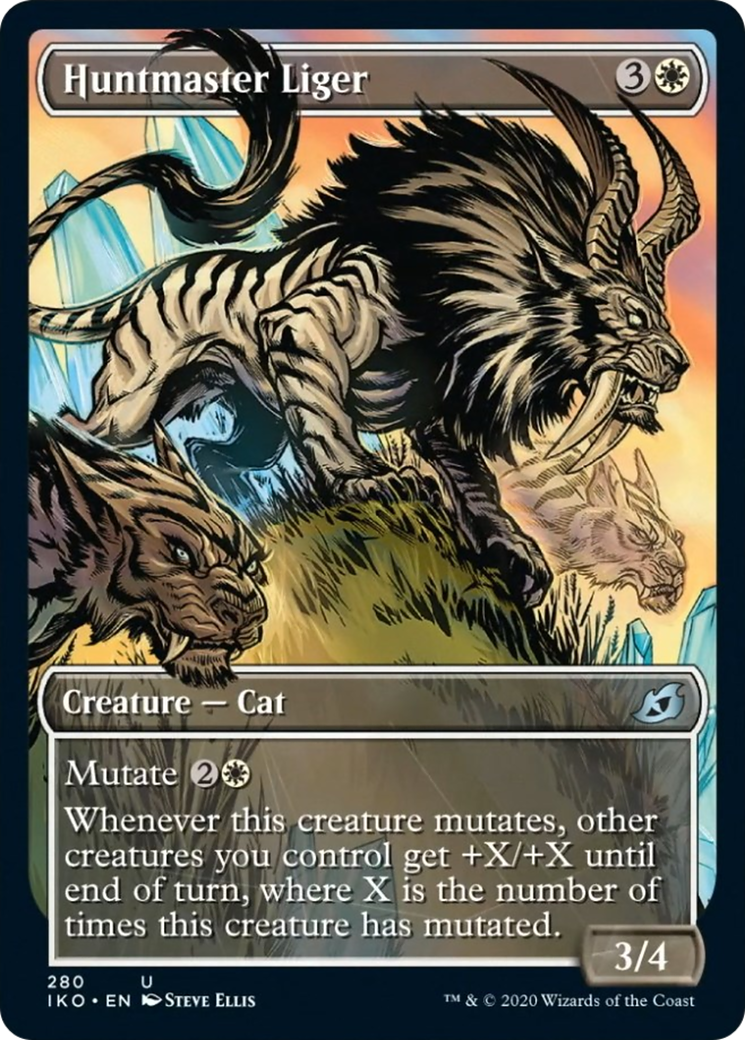 Huntmaster Liger 3
Creature — Cat
Mutate 2
Whenever this creature mutates, other
creatures you control get +X/+X until
end of turn, where X is the number of
times this creature has mutated.
3/4
280 U
IKO • EN Steve Ellis ™ & © 2020 Wizards of the Coast